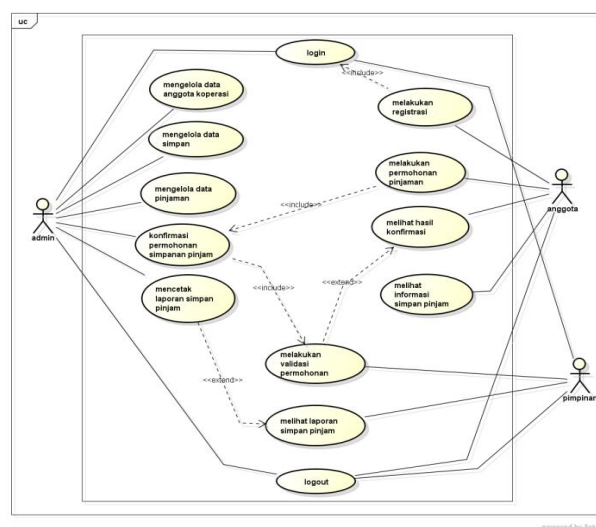 uc
login
<<include>>
mengelola data
anggota koperasi
melakukan
registrasi
mengelola data
simpan
melakukan
permohonan
pinjaman
mengelola data
pinjaman
<<include>>
admin
anggota
konfirmasi
permohonan
simpanan pinjam
melihat hasil
konfirmasi
mencetak
laporan simpan
pinjam
<<include>>
<<extend>>
melihat
informasi
simpan pinjam
melakukan
validasi
permohonan
<<extend>>
pimpinan
melihat laporan
simpan pinjam
logout